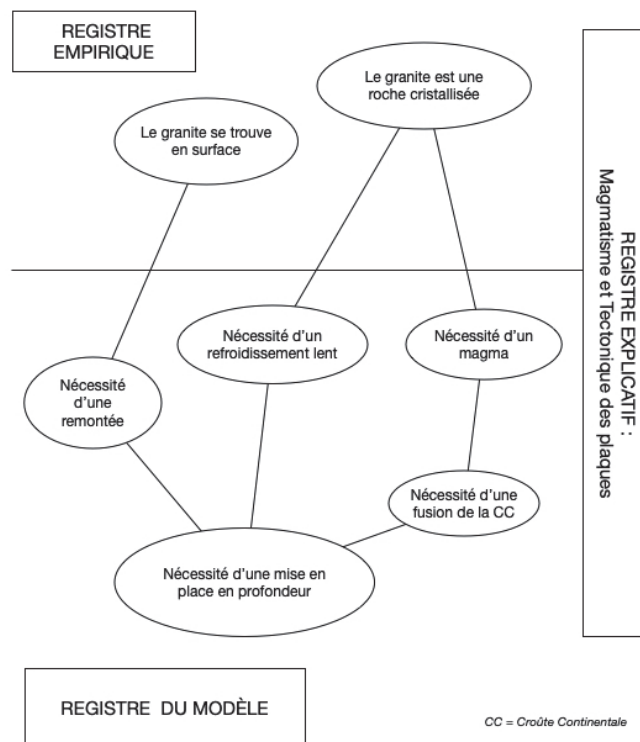 REGISTRE
EMPIRIQUE
Le granite est une
roche cristallisée
Le granite se trouve
en surface
Nécessité d'un
refroidissement lent
Nécessité d'un
magma
Nécessité
d'une
remontée
Nécessité d'une
fusion de la CC
Nécessité d'une mise en
place en profondeur
REGISTRE EXPLICATIF :
Magmatisme et Tectonique des plaques
REGISTRE DU MODÈLE
CC = Croûte Continentale